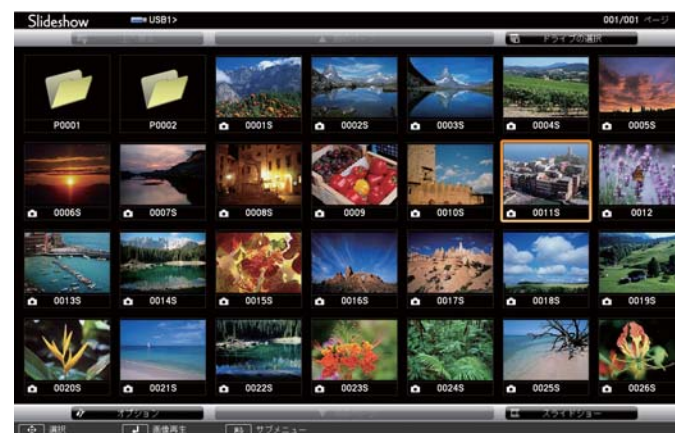 Slideshow USB1> 001/001 ページ
ドライブの選択
P0001 P0002 0001S 0002S 0003S 0004S 0005S
0006S 0007S 0008S 0009 0010S 0011S 0012
0013S 0014S 0015S 0016S 0017S 0018S 0019S
0020S 0021S 0022S 0023S 0024S 0025S 0026S
オプション スライドショー
選択 画像再生 サブメニュー